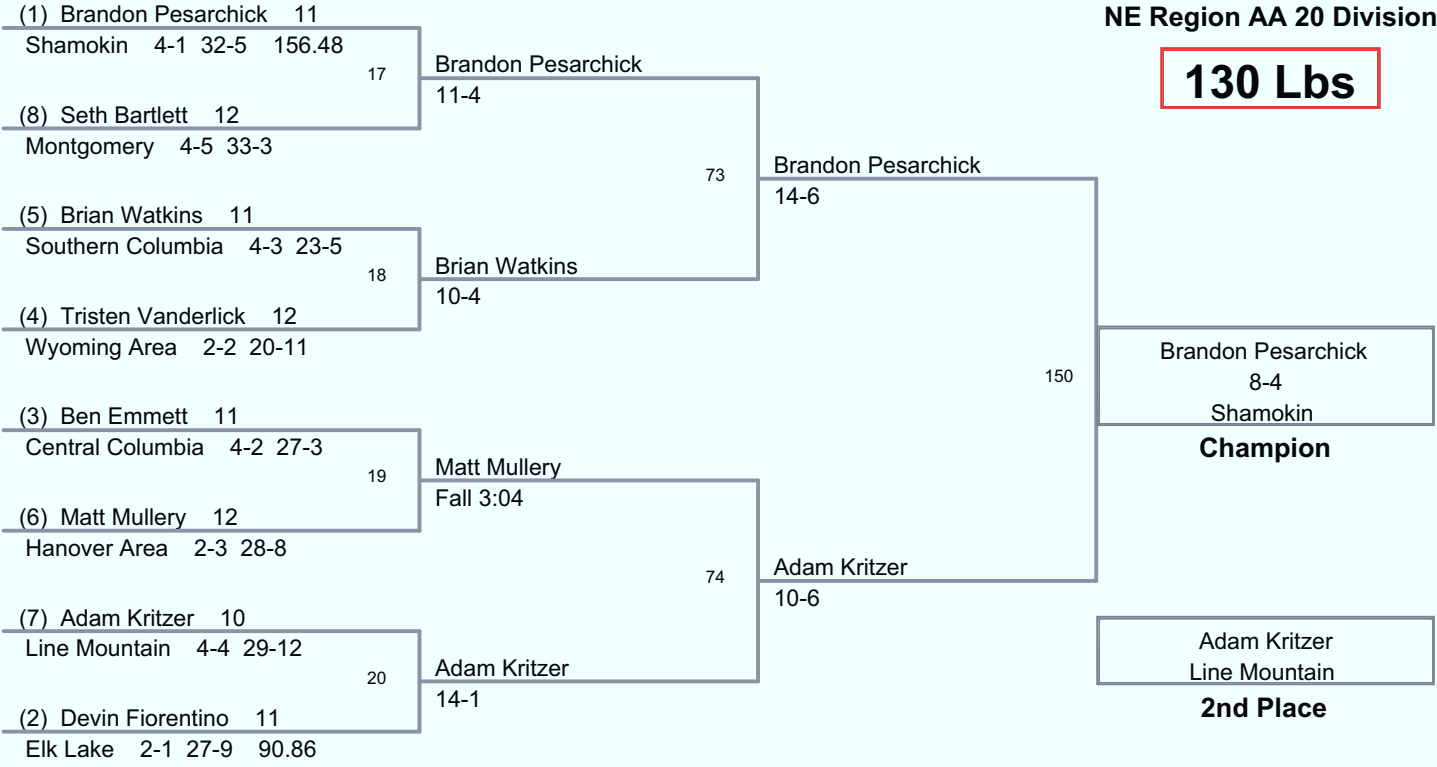 (1) Brandon Pesarchick 11
Shamokin 4-1 32-5 156.48
17
(8) Seth Bartlett 12
Montgomery 4-5 33-3
(5) Brian Watkins 11
Southern Columbia 4-3 23-5
18
(4) Tristen Vanderlick 12
Wyoming Area 2-2 20-11
(3) Ben Emmett 11
Central Columbia 4-2 27-3
19
(6) Matt Mullery 12
Hanover Area 2-3 28-8
(7) Adam Kritzer 10
Line Mountain 4-4 29-12
20
(2) Devin Fiorentino 11
Elk Lake 2-1 27-9 90.86
Brandon Pesarchick
11-4
73
Brian Watkins
10-4
Matt Mullery
Fall 3:04
74
Adam Kritzer
14-1
Brandon Pesarchick
14-6
150
Adam Kritzer
10-6
NE Region AA 20 Division
130 Lbs
Brandon Pesarchick
8-4
Shamokin
Champion
Adam Kritzer
Line Mountain
2nd Place